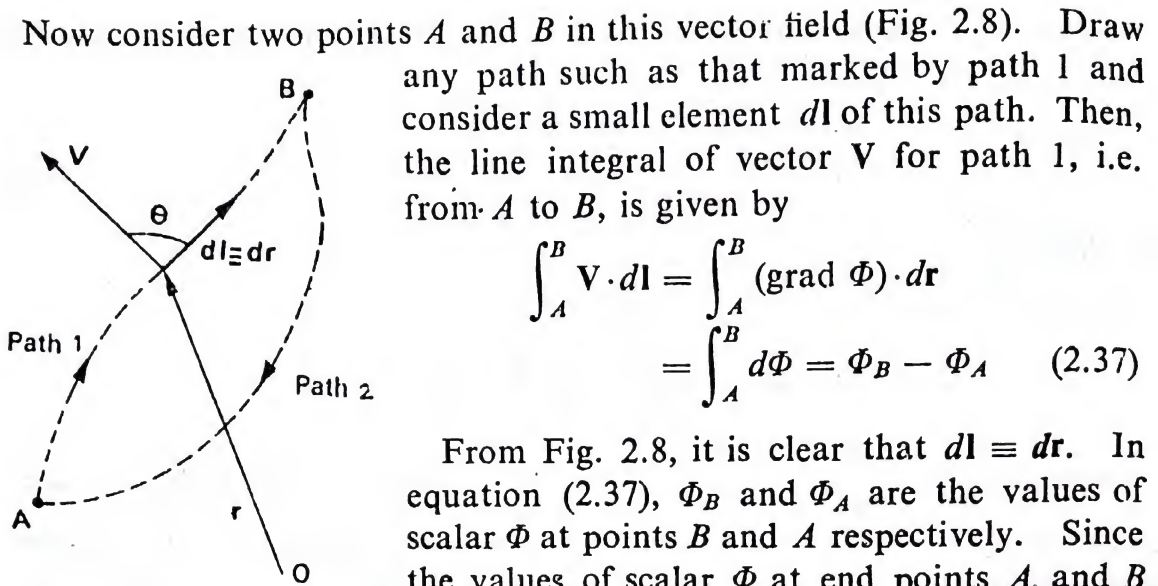 Now consider two points A and B in this vector field (Fig. 2.8). Draw
any path such as that marked by path 1 and
consider a small element dl of this path. Then,
the line integral of vector V for path 1, i.e.
from A to B, is given by
∫_A^B V·dl = ∫_A^B (grad Φ)·dr
= ∫_A^B dΦ = Φ_B − Φ_A (2.37)
From Fig. 2.8, it is clear that dl ≡ dr. In
equation (2.37), Φ_B and Φ_A are the values of
scalar Φ at points B and A respectively. Since
the values of scalar Φ at end points A and B
B
V
θ
dl≡dr
Path 1
Path 2
A
r
O